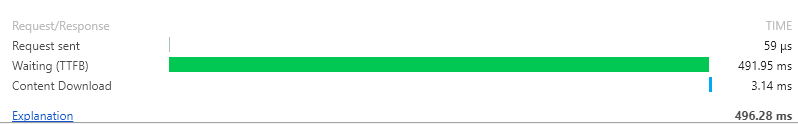 Request/Response TIME
Request sent 59 μs
Waiting (TTFB) 491.95 ms
Content Download 3.14 ms
Explanation 496.28 ms